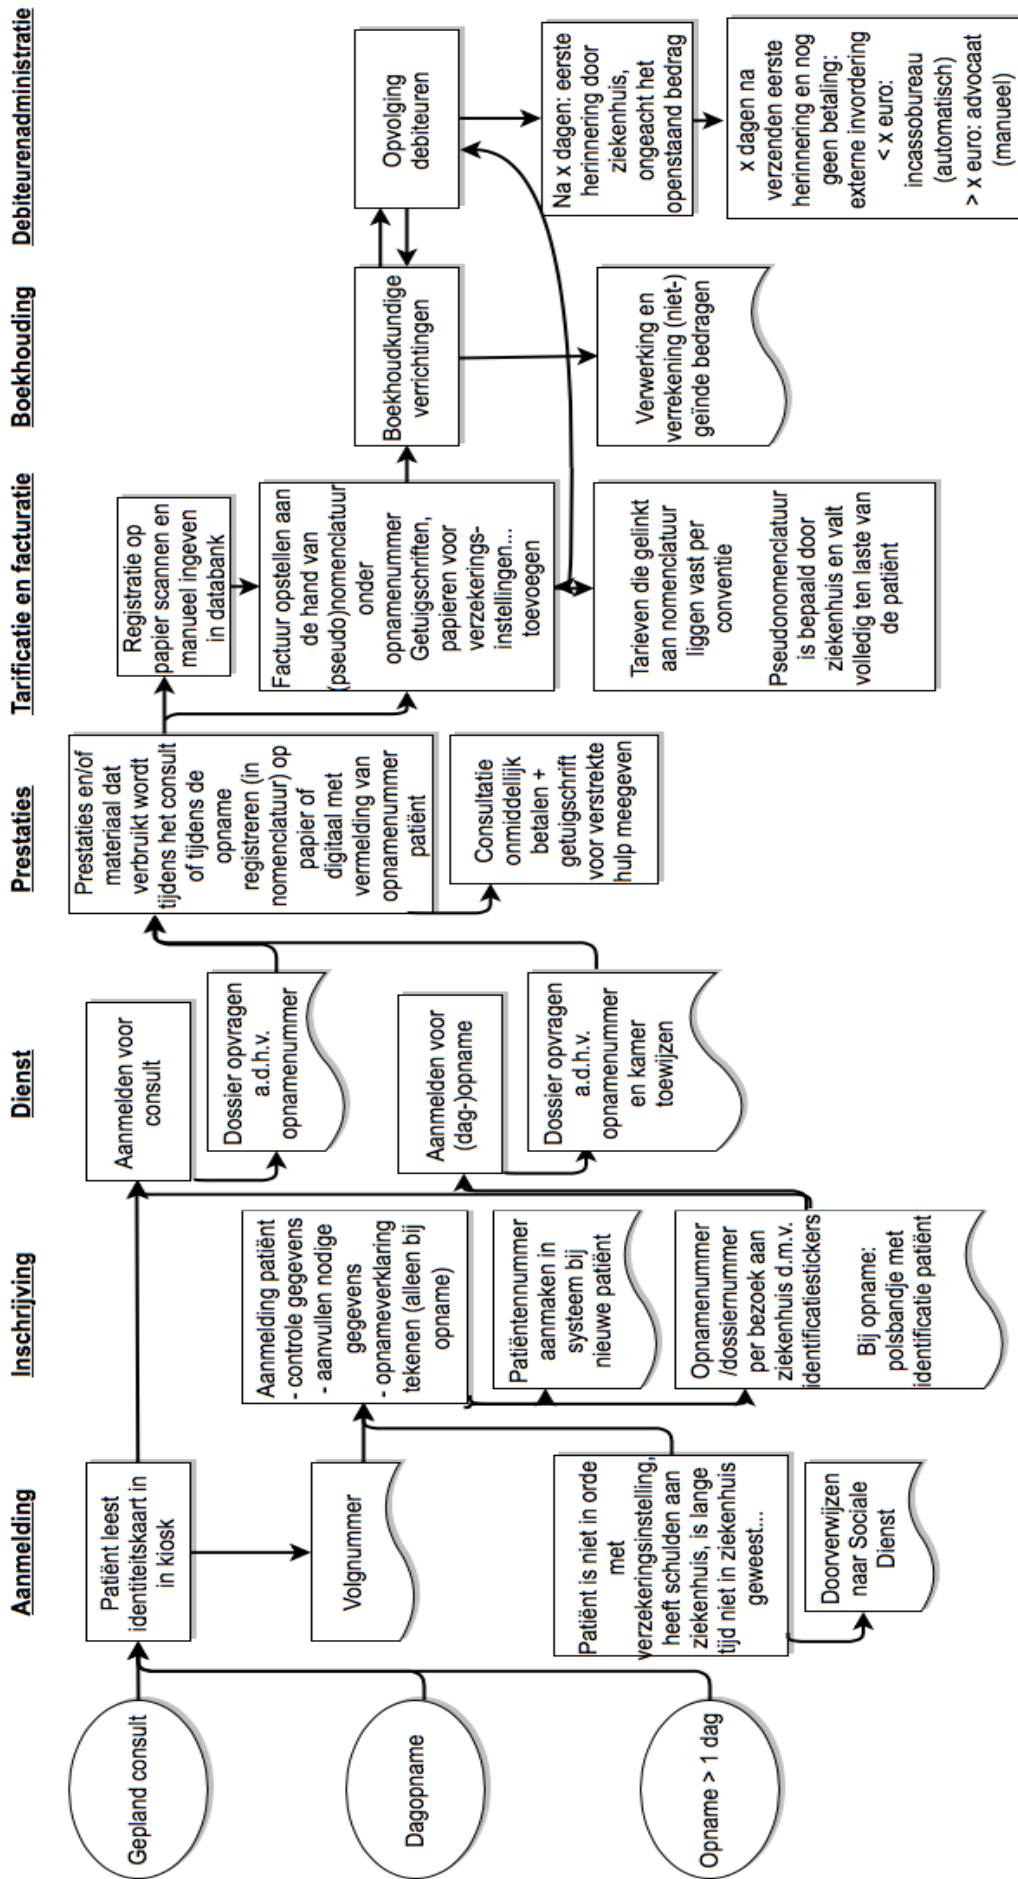 Aanmelding
Inschrijving
Dienst
Prestaties
Tarificatie en facturatie
Boekhouding
Debiteurenadministratie
Gepland consult
Dagopname
Opname > 1 dag
Patiënt leest
identiteitskaart in
in kiosk
Volgnummer
Patiënt is niet in orde
met
verzekeringsinstelling,
heeft schulden aan
ziekenhuis, is lange
tijd niet in ziekenhuis
geweest...
Doorverwijzen
naar Sociale
Dienst
Aanmelding patiënt
- controle gegevens
- aanvullen nodige
gegevens
- opnameverklaring
tekenen (alleen bij
opname)
Patiëntennummer
aanmaken in
systeem bij
nieuwe patiënt
Opnamenummer
/dossiernummer
per bezoek aan
ziekenhuis d.m.v.
identificatiestickers
Bij opname:
polsbandje met
identificatie patiënt
Aanmelden voor
consult
Dossier opvragen
a.d.h.v.
opnamenummer
Aanmelden voor
(dag-)opname
Dossier opvragen
a.d.h.v.
opnamenummer
en kamer
toewijzen
Prestaties en/of
materiaal dat
verbruikt wordt
tijdens het consult
of tijdens de
opname
registreren (in
nomenclatuur) op
papier of
digitaal met
vermelding van
opnamenummer
patiënt
Consultatie
onmiddellijk
betalen +
getuigschrift
voor verstrekte
hulp meegeven
Registratie op
papier scannen en
manueel ingeven
in databank
Factuur opstellen aan
de hand van
(pseudo)nomenclatuur
onder
opnamenummer
Getuigschriften,
papieren voor
verzekerings-
instellingen...
toevoegen
Tarieven die gelinkt
aan nomenclatuur
liggen vast per
conventie
Pseudonomenclatuur
is bepaald door
ziekenhuis en valt
volledig ten laste van
de patiënt
Boekhoudkundige
verrichtingen
Verwerking en
verrekening (niet-)
geïnde bedragen
Opvolging
debiteuren
Na x dagen: eerste
herinnering door
ziekenhuis,
ongeacht het
openstaand bedrag
x dagen na
verzenden eerste
herinnering en nog
geen betaling:
externe invordering
< x euro:
incassobureau
(automatisch)
> x euro: advocaat
(manueel)